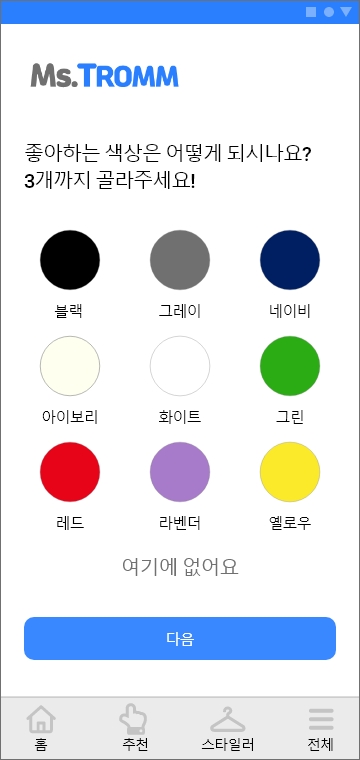 Ms.TROMM
좋아하는 색상은 어떻게 되시나요?
3개까지 골라주세요!
블랙
그레이
네이비
아이보리
화이트
그린
레드
라벤더
옐로우
여기에 없어요
다음
홈
추천
스타일러
전체